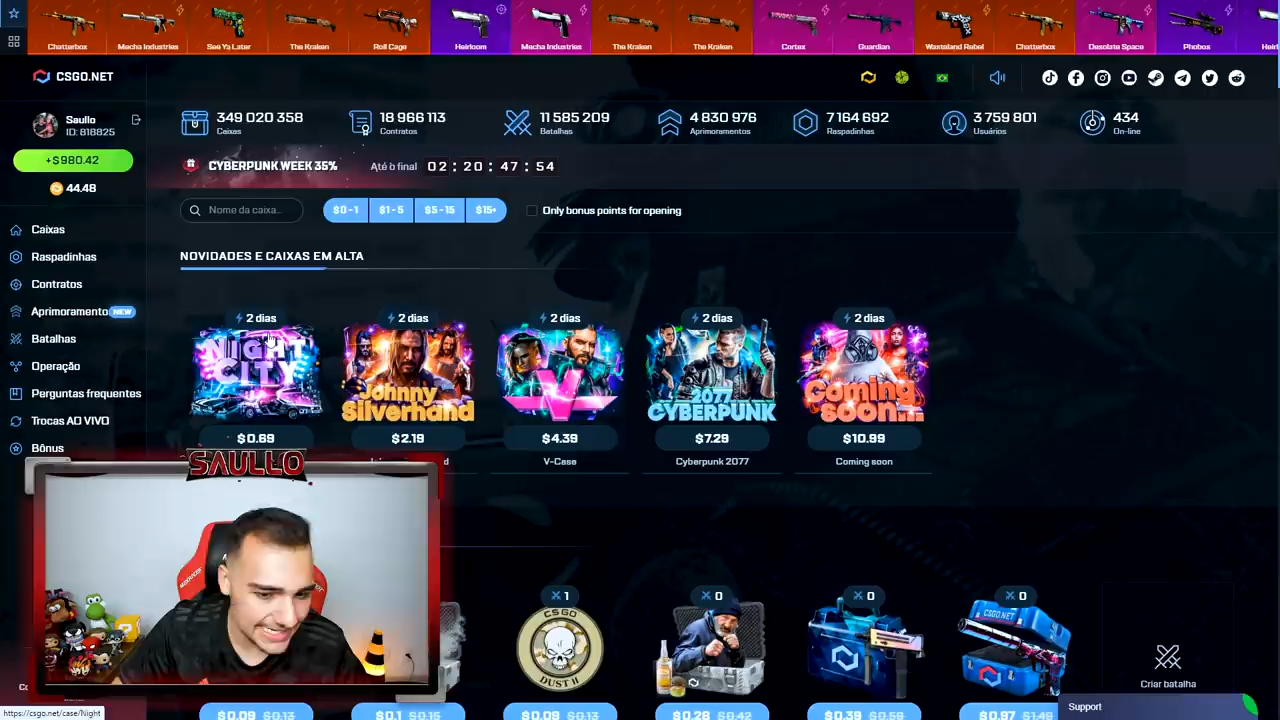 Chatterbox
Mecha Industries
See Ya Later
The Kraken
Roll Cage
Heirloom
Mecha Industries
The Kraken
The Kraken
Cortex
Guardian
Wasteland Rebel
Chatterbox
Desolate Space
Phobos
CSGO.NET
Saullo
ID: 818825
+$980.42
44.48
349 020 358
Caixas
18 966 113
Contratos
11 585 209
Batalhas
4 830 976
Aprimoramentos
7 164 692
Raspadinhas
3 759 801
Usuários
434
On-line
CYBERPUNK WEEK 35%
Até o final
02 : 20 : 47 : 54
Nome da caixa...
$0 - 1
$1 - 5
$5 - 15
$15+
Only bonus points for opening
Caixas
Raspadinhas
Contratos
Aprimoramento NEW
Batalhas
Operação
Perguntas frequentes
Trocas AO VIVO
Bônus
NOVIDADES E CAIXAS EM ALTA
2 dias
2 dias
2 dias
2 dias
2 dias
NIGHT CITY
Johnny Silverhand
V
2077 CYBERPUNK
Coming soon...
$0.69
$2.19
$4.39
$7.29
$10.99
V-Case
Cyberpunk 2077
Coming soon
SAULLO
1
0
0
0
CS GO
DUST II
CSGO.NET
Criar batalha
$0.09 $0.13
$0.1 $0.15
$0.09 $0.13
$0.28 $0.42
$0.39 $0.59
$0.97 $1.46
Support
https://csgo.net/case/Night